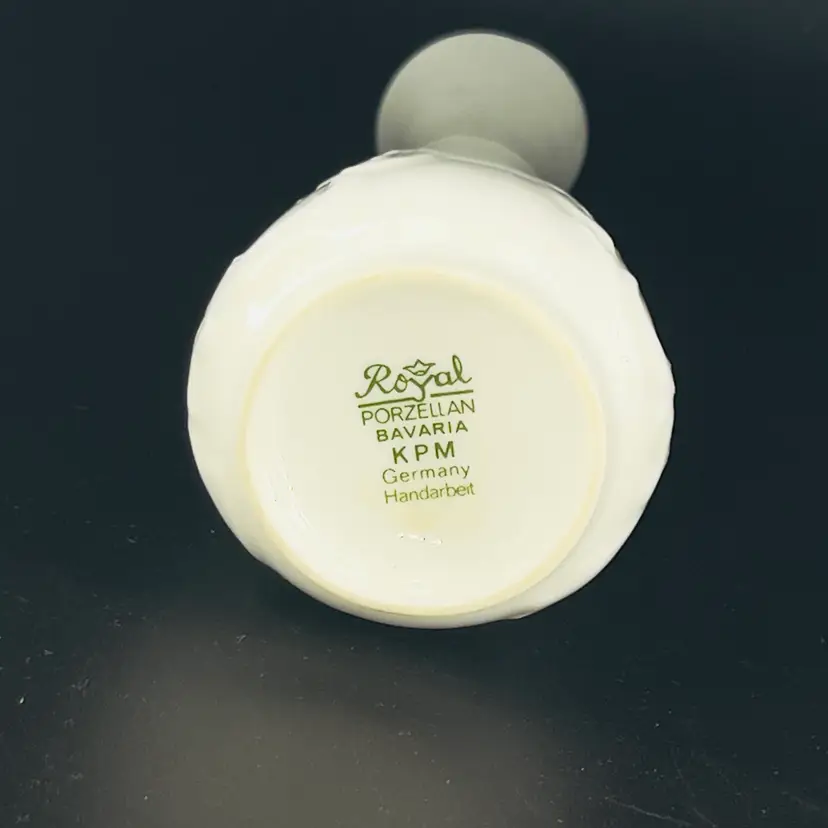 Royal
PORZELLAN
BAVARIA
KPM
Germany
Handarbeit